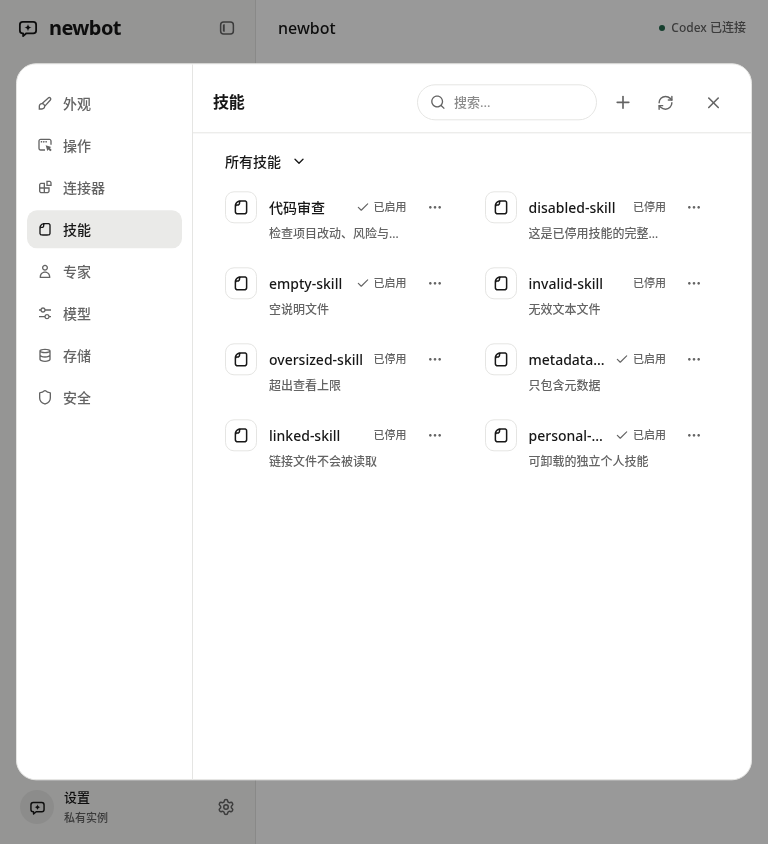 newbot
newbot
Codex 已连接
外观
操作
连接器
技能
专家
模型
存储
安全
技能
搜索...
所有技能
代码审查 已启用
检查项目改动、风险与...
disabled-skill 已停用
这是已停用技能的完整...
empty-skill 已启用
空说明文件
invalid-skill 已停用
无效文本文件
oversized-skill 已停用
超出查看上限
metadata... 已启用
只包含元数据
linked-skill 已停用
链接文件不会被读取
personal-... 已启用
可卸载的独立个人技能
设置
私有实例